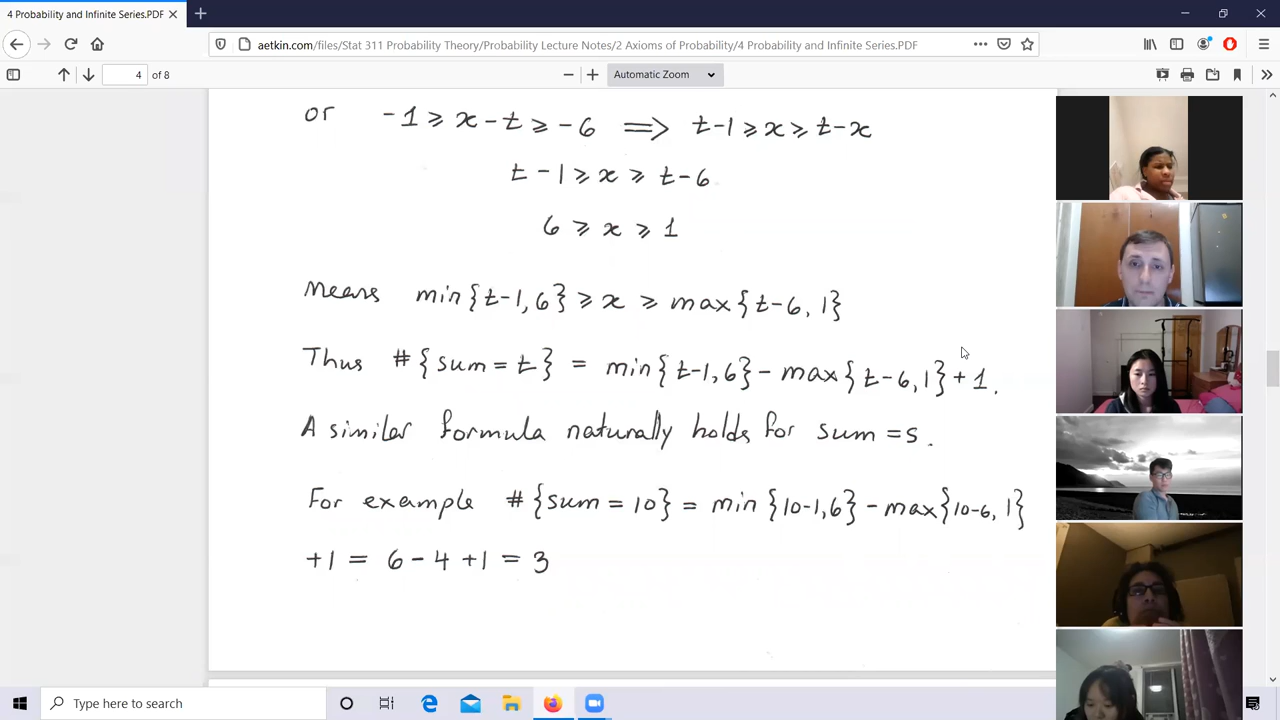 4 Probability and Infinite Series.PDF
aetkin.com/files/Stat 311 Probability Theory/Probability Lecture Notes/2 Axioms of Probability/4 Probability and Infinite Series.PDF
4 of 8
Automatic Zoom
or -1 ⩾ x-t ⩾ -6 ⟹ t-1 ⩾ x ⩾ t-x
t-1 ⩾ x ⩾ t-6
6 ⩾ x ⩾ 1
Means min{t-1, 6} ⩾ x ⩾ max{t-6, 1}
Thus #{sum = t} = min{t-1, 6} - max{t-6, 1} + 1.
A similar formula naturally holds for sum = s.
For example #{sum = 10} = min{10-1, 6} - max{10-6, 1}
+1 = 6 - 4 + 1 = 3
Type here to search